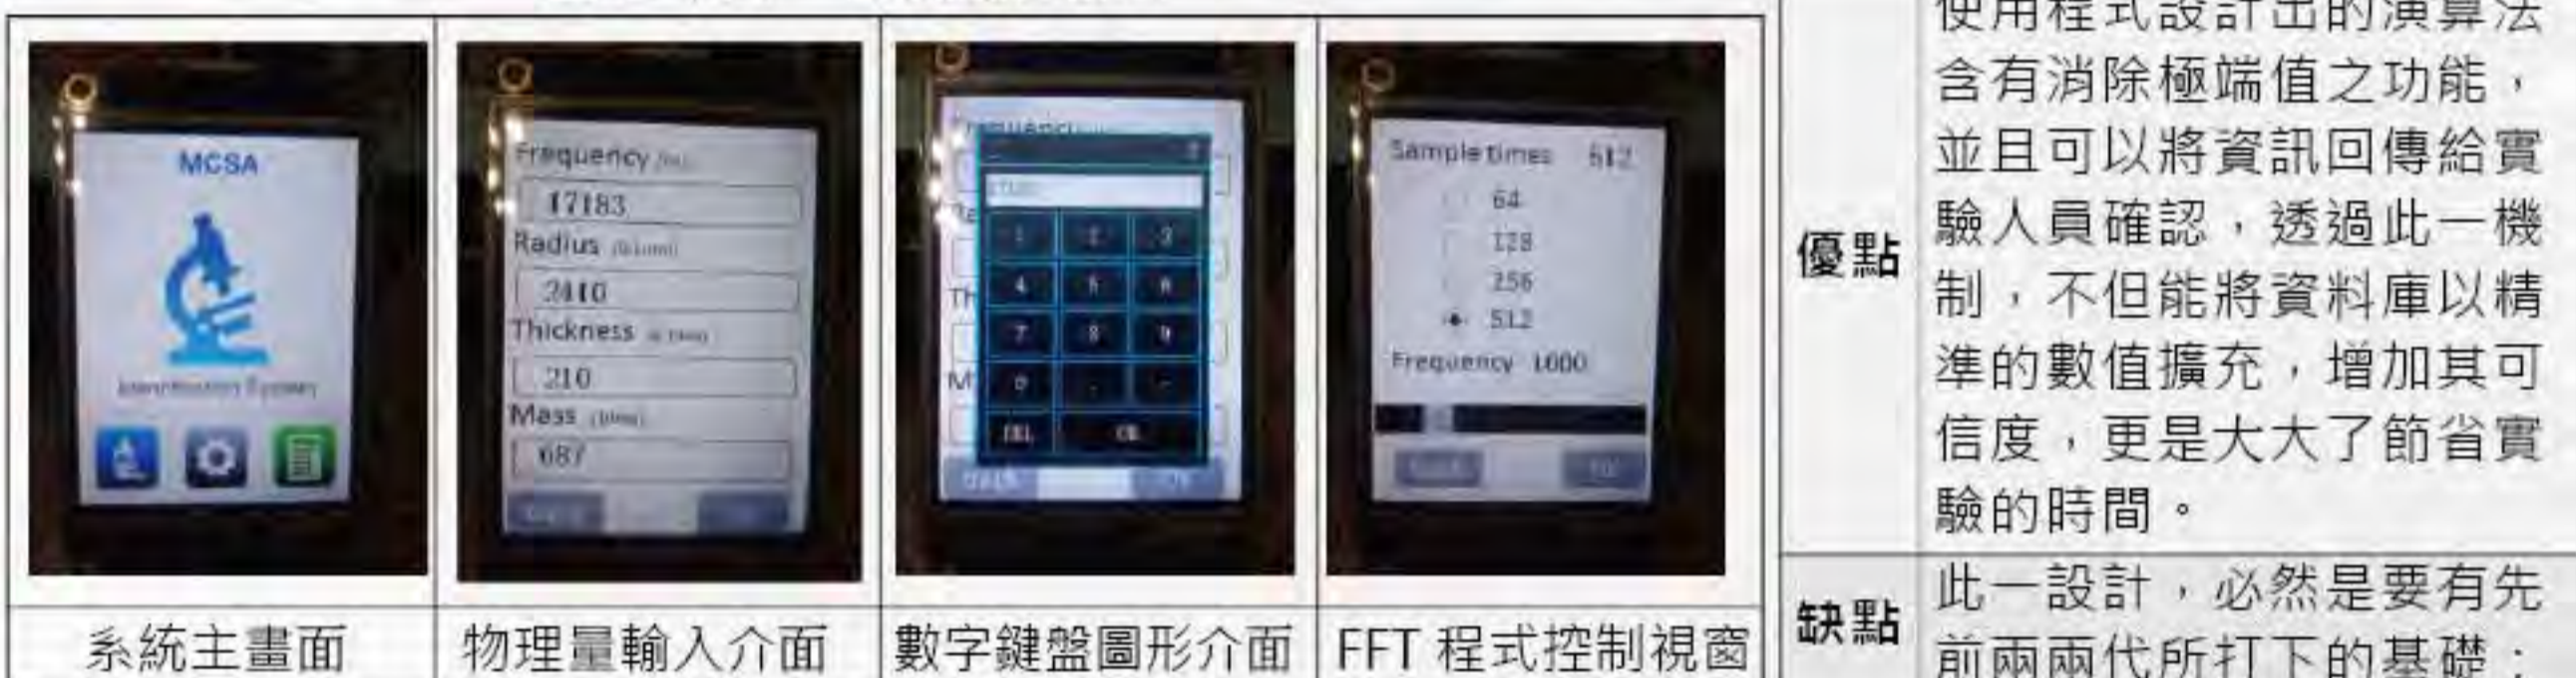 MCSA
Identification System
系統主畫面
Frequency
17183
Radius
2410
Thickness
210
Mass
687
物理量輸入介面
Frequency
1 2 3
4 5 6
7 8 9
0 . -
DEL OK
數字鍵盤圖形介面
Sample times 512
64
128
256
512
Frequency 1000
FFT 程式控制視窗
優點
使用程式設計出的演算法
含有消除極端值之功能，
並且可以將資訊回傳給實
驗人員確認，透過此一機
制，不但能將資料庫以精
準的數值擴充，增加其可
信度，更是大大了節省實
驗的時間。
缺點
此一設計，必然是要有先
前兩兩代所打下的基礎；